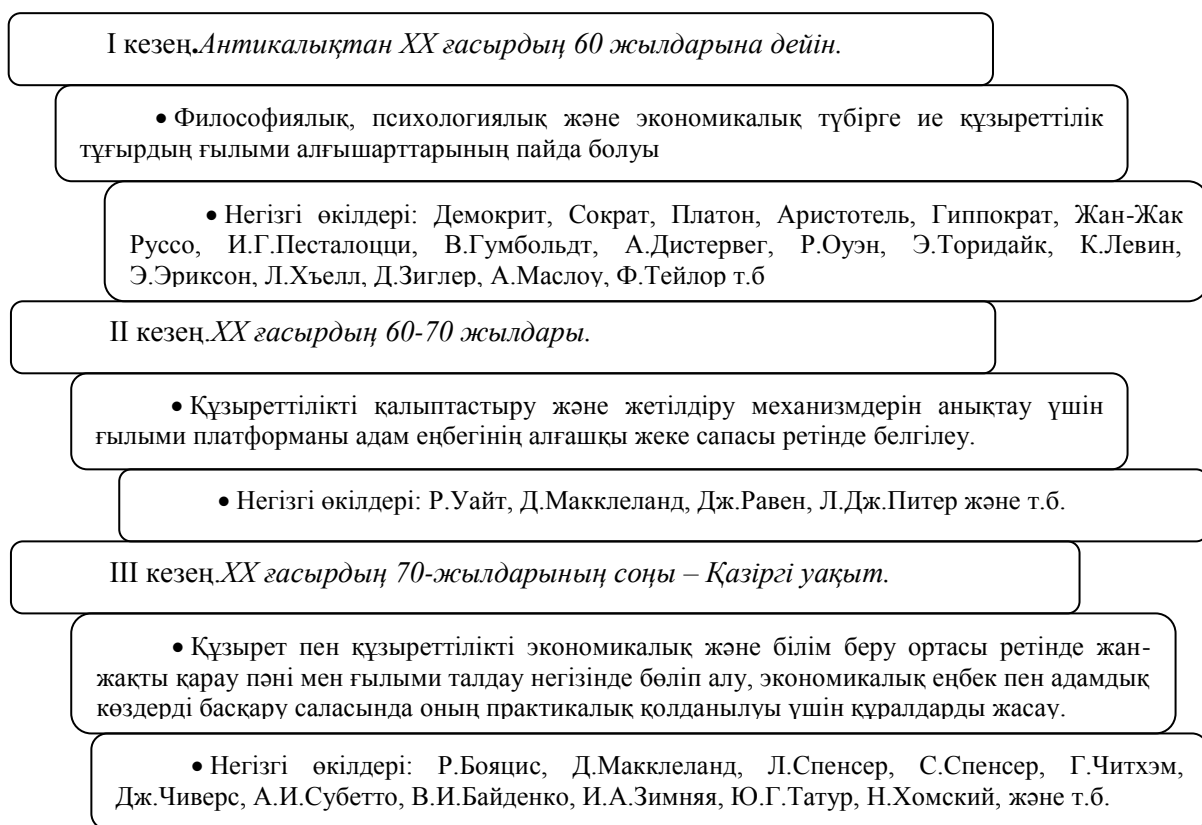 I кезең.Антикалықтан XX ғасырдың 60 жылдарына дейін.
• Философиялық, психологиялық және экономикалық түбірге ие құзыреттілік
тұғырдың ғылыми алғышарттарының пайда болуы
• Негізгі өкілдері: Демокрит, Сократ, Платон, Аристотель, Гиппократ, Жан-Жак
Руссо, И.Г.Песталоцци, В.Гумбольдт, А.Дистервег, Р.Оуэн, Э.Торидайк, К.Левин,
Э.Эриксон, Л.Хъелл, Д.Зиглер, А.Маслоу, Ф.Тейлор т.б
II кезең.XX ғасырдың 60-70 жылдары.
• Құзыреттілікті қалыптастыру және жетілдіру механизмдерін анықтау үшін
ғылыми платформаны адам еңбегінің алғашқы жеке сапасы ретінде белгілеу.
• Негізгі өкілдері: Р.Уайт, Д.Макклеланд, Дж.Равен, Л.Дж.Питер және т.б.
III кезең.XX ғасырдың 70-жылдарының соңы – Қазіргі уақыт.
• Құзырет пен құзыреттілікті экономикалық және білім беру ортасы ретінде жан-
жақты қарау пәні мен ғылыми талдау негізінде бөліп алу, экономикалық еңбек пен адамдық
көздерді басқару саласында оның практикалық қолданылуы үшін құралдарды жасау.
• Негізгі өкілдері: Р.Бояцис, Д.Макклеланд, Л.Спенсер, С.Спенсер, Г.Читхэм,
Дж.Чиверс, А.И.Субетто, В.И.Байденко, И.А.Зимняя, Ю.Г.Татур, Н.Хомский, және т.б.